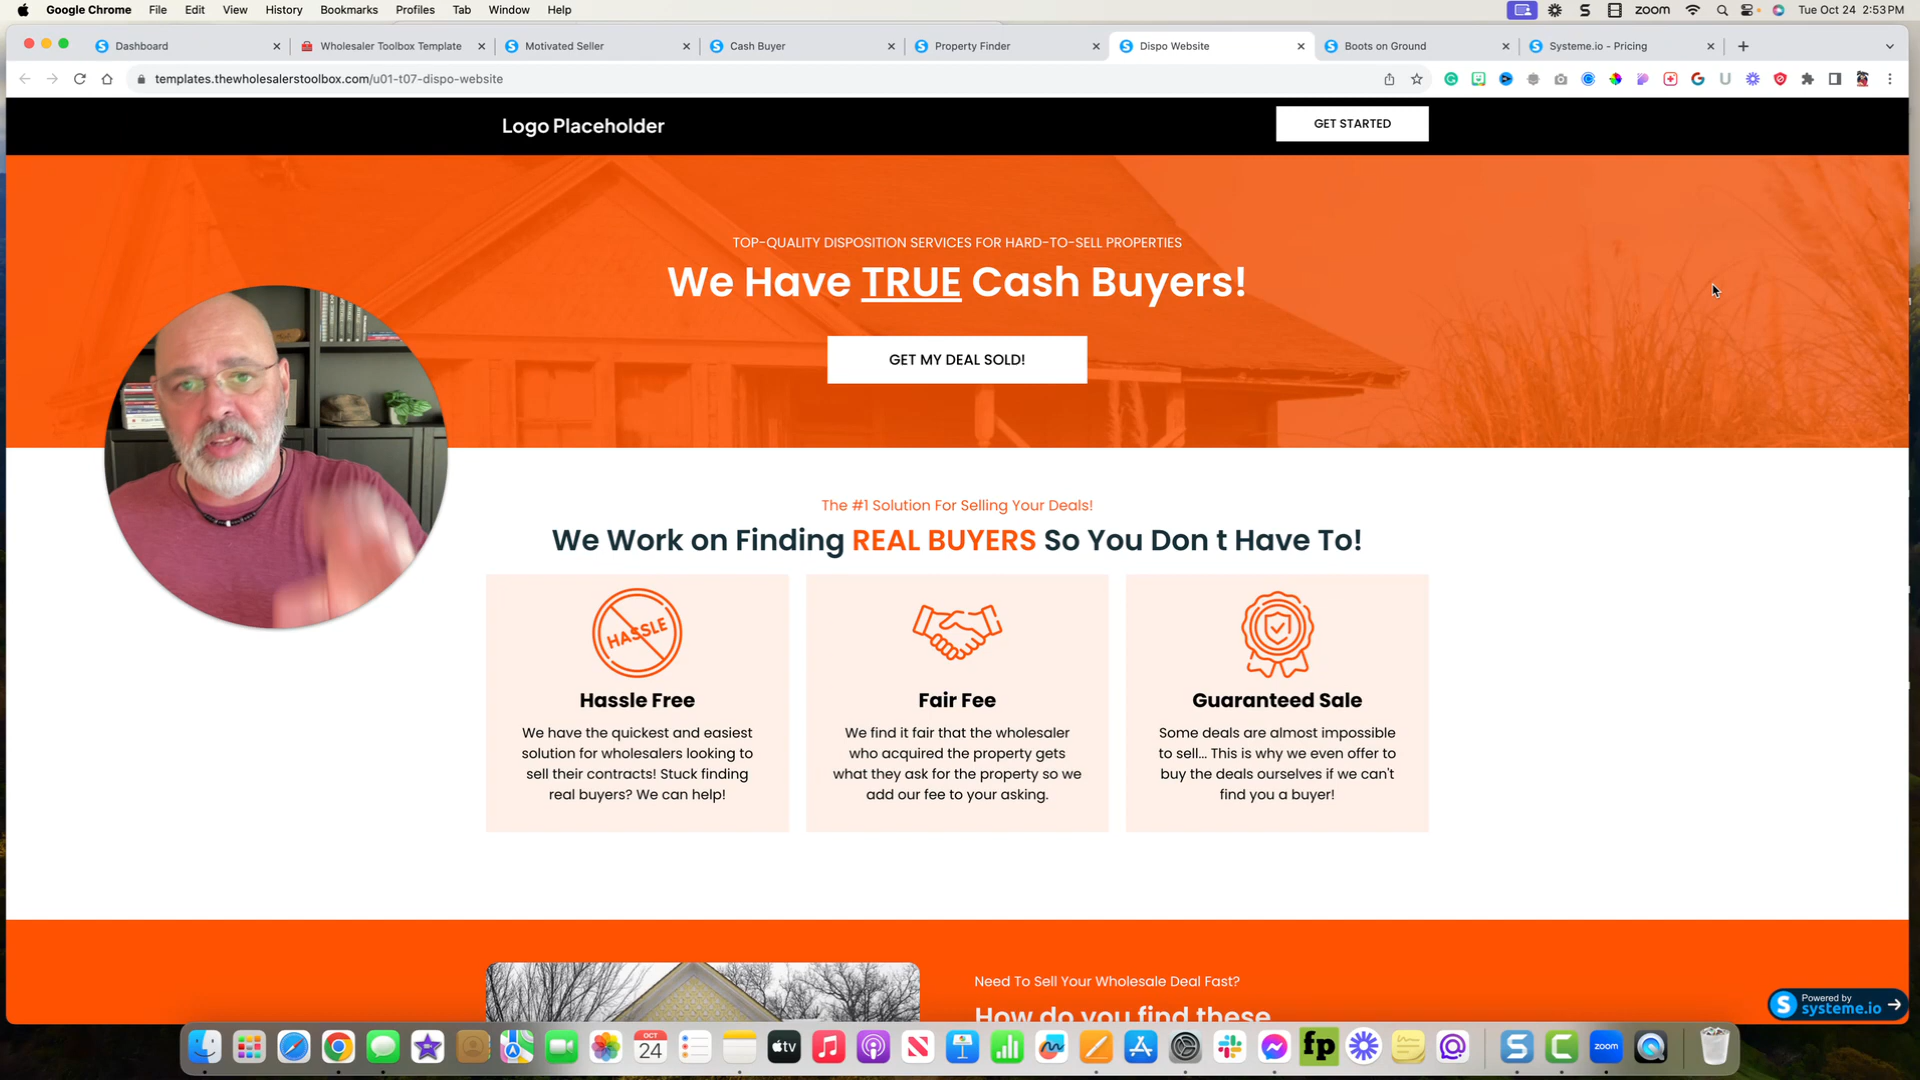 Google Chrome File Edit View History Bookmarks Profiles Tab Window Help
zoom Tue Oct 24 2:53PM
Dashboard
Wholesaler Toolbox Template
Motivated Seller
Cash Buyer
Property Finder
Dispo Website
Boots on Ground
Systeme.io - Pricing
templates.thewholesalerstoolbox.com/u01-t07-dispo-website
Logo Placeholder
GET STARTED
TOP-QUALITY DISPOSITION SERVICES FOR HARD-TO-SELL PROPERTIES
We Have TRUE Cash Buyers!
GET MY DEAL SOLD!
The #1 Solution For Selling Your Deals!
We Work on Finding REAL BUYERS So You Don t Have To!
HASSLE
Hassle Free
We have the quickest and easiest
solution for wholesalers looking to
sell their contracts! Stuck finding
real buyers? We can help!
Fair Fee
We find it fair that the wholesaler
who acquired the property gets
what they ask for the property so we
add our fee to your asking.
Guaranteed Sale
Some deals are almost impossible
to sell... This is why we even offer to
buy the deals ourselves if we can't
find you a buyer!
Need To Sell Your Wholesale Deal Fast?
How do you find these
Powered by
systeme.io
OCT
24
tv
fp
zoom